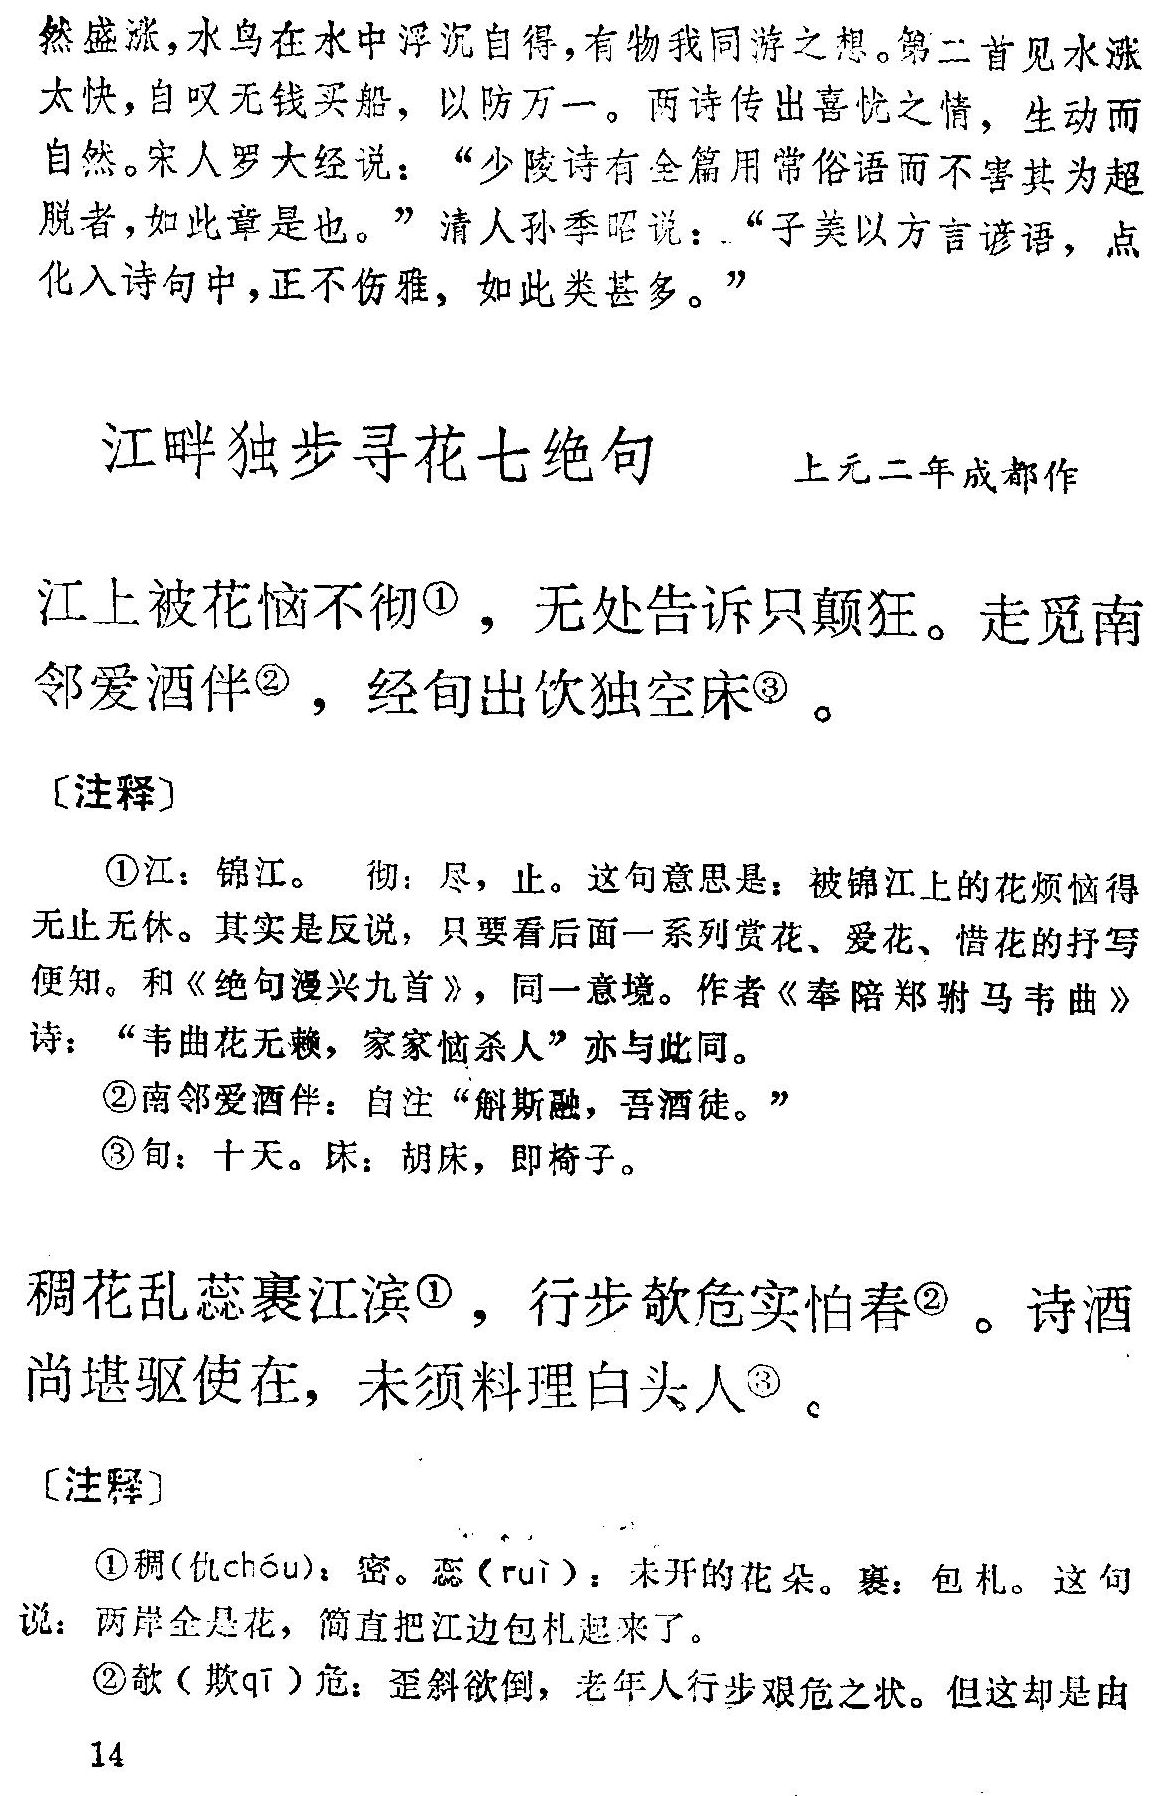 然盛涨，水鸟在水中浮沉自得，有物我同游之想。第二首见水涨
太快，自叹无钱买船，以防万一。两诗传出喜忧之情，生动而
自然。宋人罗大经说：“少陵诗有全篇用常俗语而不害其为超
脱者，如此章是也。”清人孙季昭说：“子美以方言谚语，点
化入诗句中，正不伤雅，如此类甚多。”
江畔独步寻花七绝句 上元二年成都作
江上被花恼不彻①，无处告诉只颠狂。走觅南
邻爱酒伴②，经旬出饮独空床③。
〔注释〕
①江：锦江。 彻：尽，止。这句意思是：被锦江上的花烦恼得
无止无休。其实是反说，只要看后面一系列赏花、爱花、惜花的抒写
便知。和《绝句漫兴九首》，同一意境。作者《奉陪郑驸马韦曲》
诗：“韦曲花无赖，家家恼杀人”亦与此同。
②南邻爱酒伴：自注“斛斯融，吾酒徒。”
③旬：十天。床：胡床，即椅子。
稠花乱蕊裹江滨①，行步欹危实怕春②。诗酒
尚堪驱使在，未须料理白头人③。
〔注释〕
①稠(仇chóu)：密。蕊（ruì）：未开的花朵。裹：包札。这句
说：两岸全是花，简直把江边包札起来了。
②欹（欺qī）危：歪斜欲倒，老年人行步艰危之状。但这却是由
14